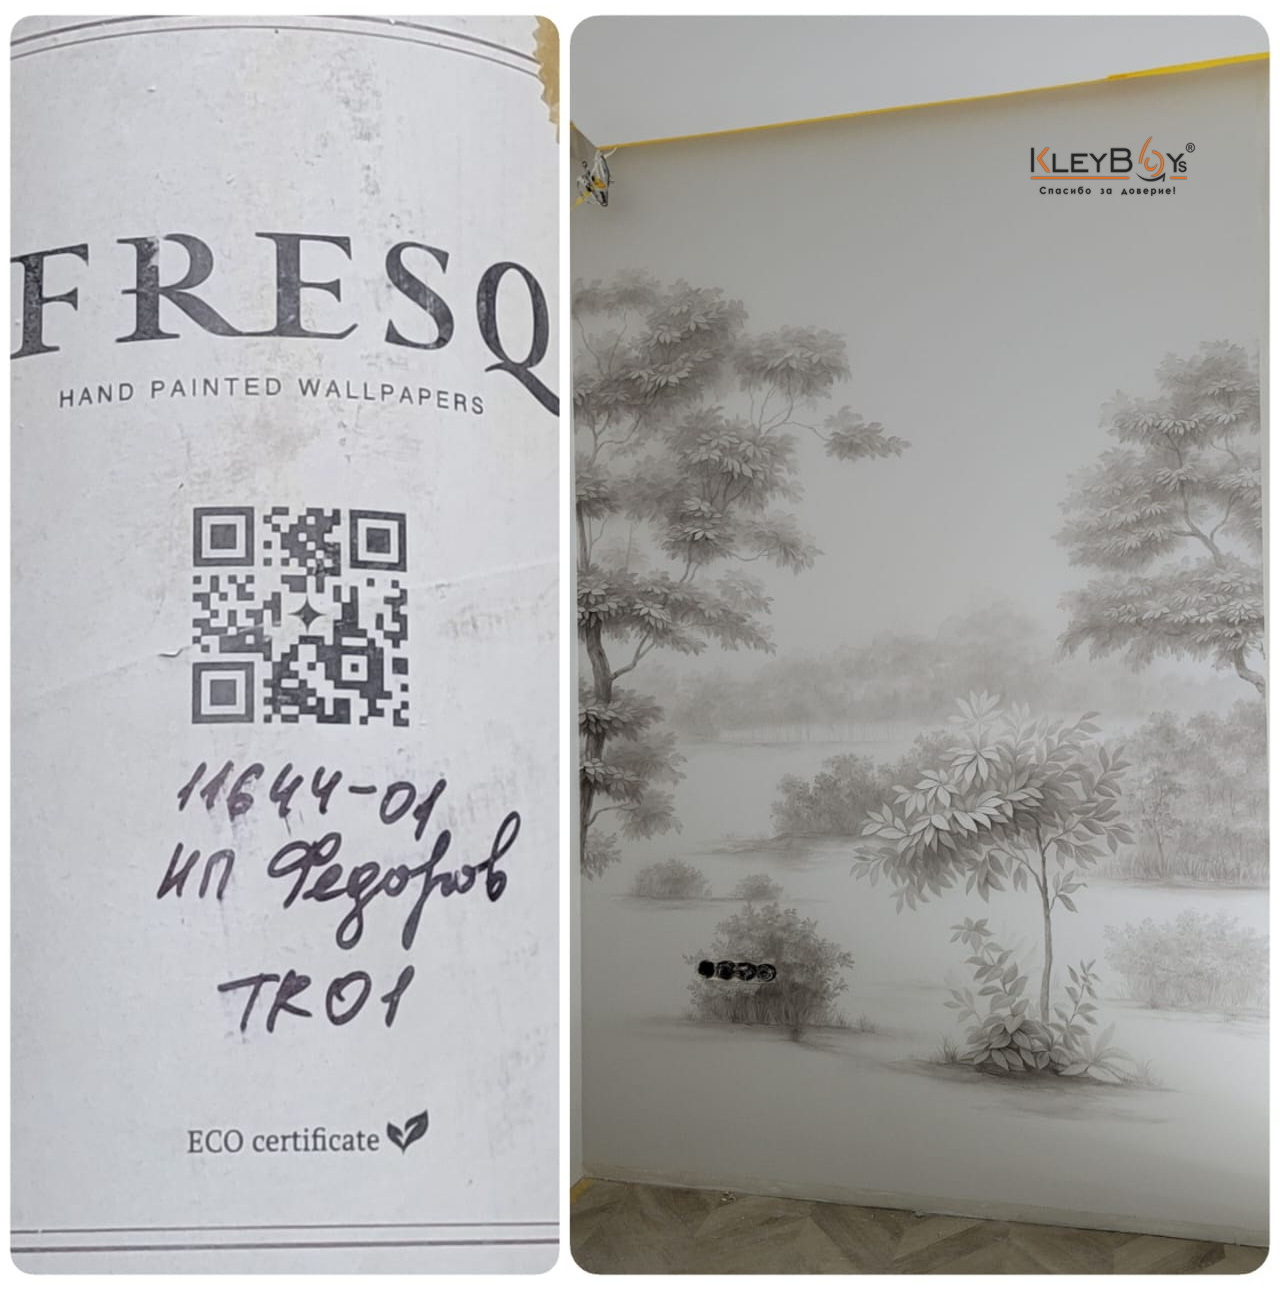 FRESQ
HAND PAINTED WALLPAPERS
11644-01
ИП Федоров
TR01
ECO certificate
KLEYBOYS®
Спасибо за доверие!